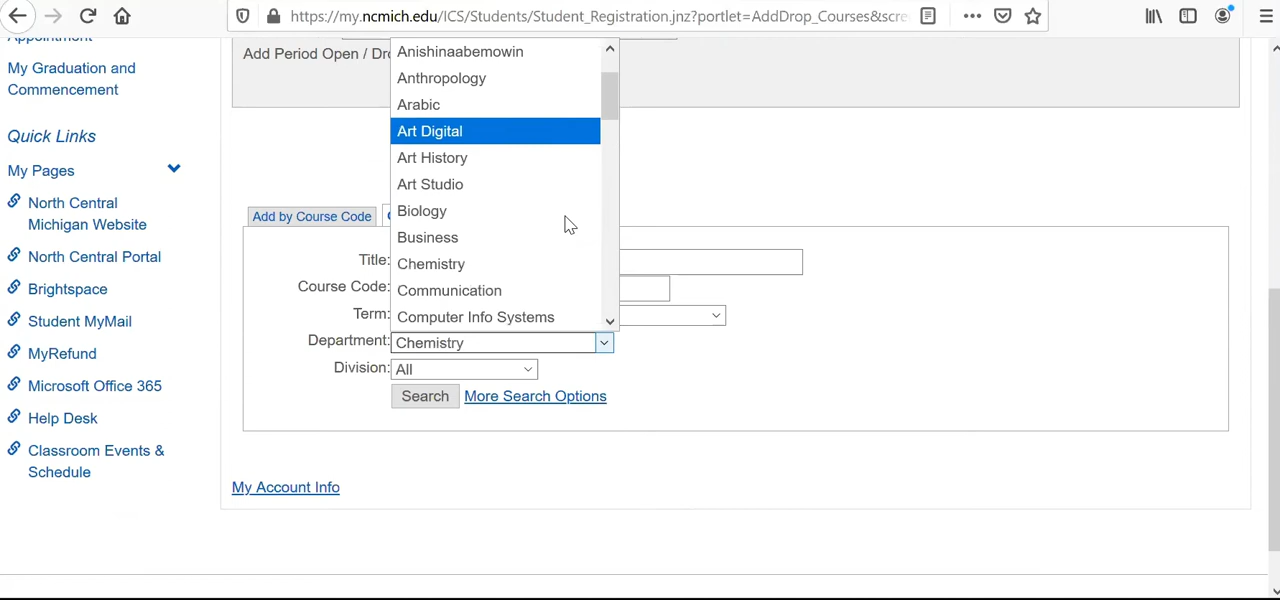 https://my.ncmich.edu/ICS/Students/Student_Registration.jnz?portlet=AddDrop_Courses&scre
My Graduation and
Commencement
Quick Links
My Pages
North Central
Michigan Website
North Central Portal
Brightspace
Student MyMail
MyRefund
Microsoft Office 365
Help Desk
Classroom Events &
Schedule
Add Period Open / Dro
Anishinaabemowin
Anthropology
Arabic
Art Digital
Art History
Art Studio
Biology
Business
Chemistry
Communication
Computer Info Systems
Add by Course Code
Title:
Course Code:
Term:
Department: Chemistry
Division: All
Search More Search Options
My Account Info